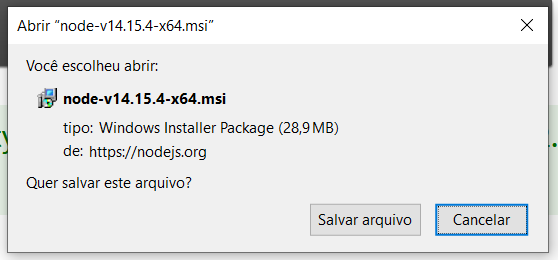 Abrir “node-v14.15.4-x64.msi”
Você escolheu abrir:
node-v14.15.4-x64.msi
tipo: Windows Installer Package (28,9 MB)
de: https://nodejs.org
Quer salvar este arquivo?
Salvar arquivo Cancelar